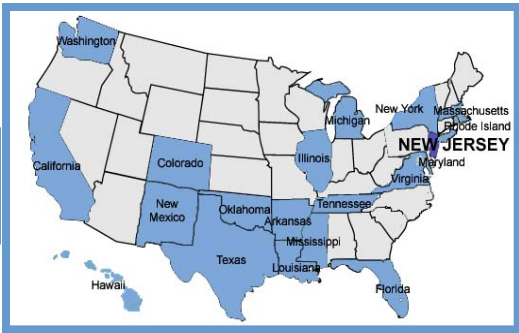 Washington
New York
Massachusetts
Michigan
Rhode Island
NEW JERSEY
California
Colorado
Illinois
Maryland
Virginia
New
Mexico
Oklahoma
Tennessee
Arkansas
Mississippi
Texas
Louisiana
Hawaii
Florida